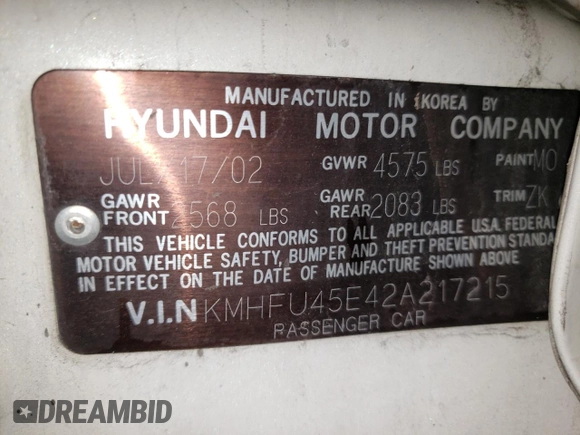 MANUFACTURED IN KOREA BY
HYUNDAI MOTOR COMPANY
JUL 17/02 GVWR 4575 LBS PAINT MO
GAWR FRONT 2568 LBS GAWR REAR 2083 LBS TRIM ZK
THIS VEHICLE CONFORMS TO ALL APPLICABLE U.S.A. FEDERAL
MOTOR VEHICLE SAFETY, BUMPER AND THEFT PREVENTION STANDA
IN EFFECT ON THE DATE OF MANUFACTURE SHOWN ABOVE
V.I.N KMHFU45E42A217215
PASSENGER CAR
DREAMBID